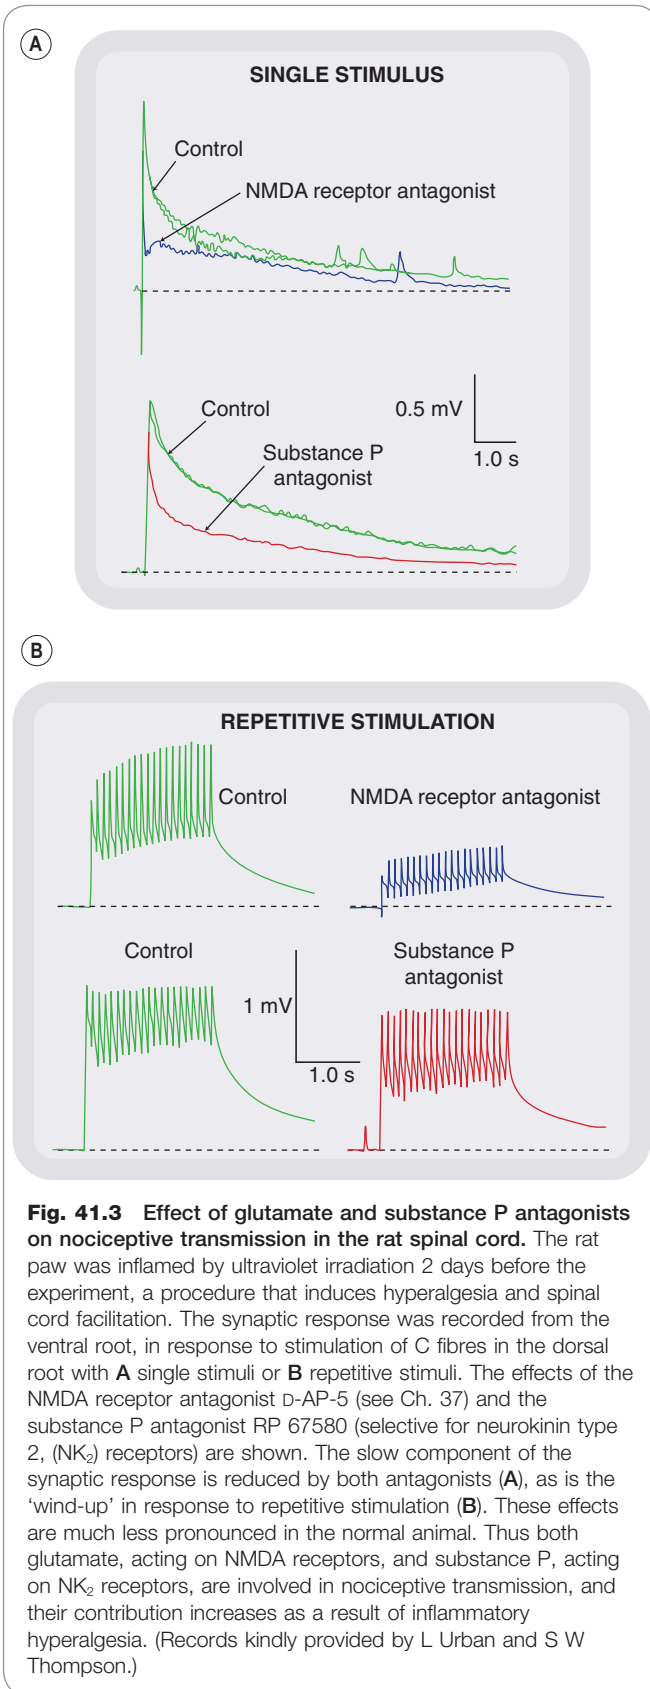 A
SINGLE STIMULUS
Control
NMDA receptor antagonist
Control
0.5 mV
1.0 s
Substance P
antagonist
B
REPETITIVE STIMULATION
Control
NMDA receptor antagonist
Control
Substance P
antagonist
1 mV
1.0 s
Fig. 41.3 Effect of glutamate and substance P antagonists
on nociceptive transmission in the rat spinal cord. The rat
paw was inflamed by ultraviolet irradiation 2 days before the
experiment, a procedure that induces hyperalgesia and spinal
cord facilitation. The synaptic response was recorded from the
ventral root, in response to stimulation of C fibres in the dorsal
root with A single stimuli or B repetitive stimuli. The effects of the
NMDA receptor antagonist D-AP-5 (see Ch. 37) and the
substance P antagonist RP 67580 (selective for neurokinin type
2, (NK₂) receptors) are shown. The slow component of the
synaptic response is reduced by both antagonists (A), as is the
‘wind-up’ in response to repetitive stimulation (B). These effects
are much less pronounced in the normal animal. Thus both
glutamate, acting on NMDA receptors, and substance P, acting
on NK₂ receptors, are involved in nociceptive transmission, and
their contribution increases as a result of inflammatory
hyperalgesia. (Records kindly provided by L Urban and S W
Thompson.)